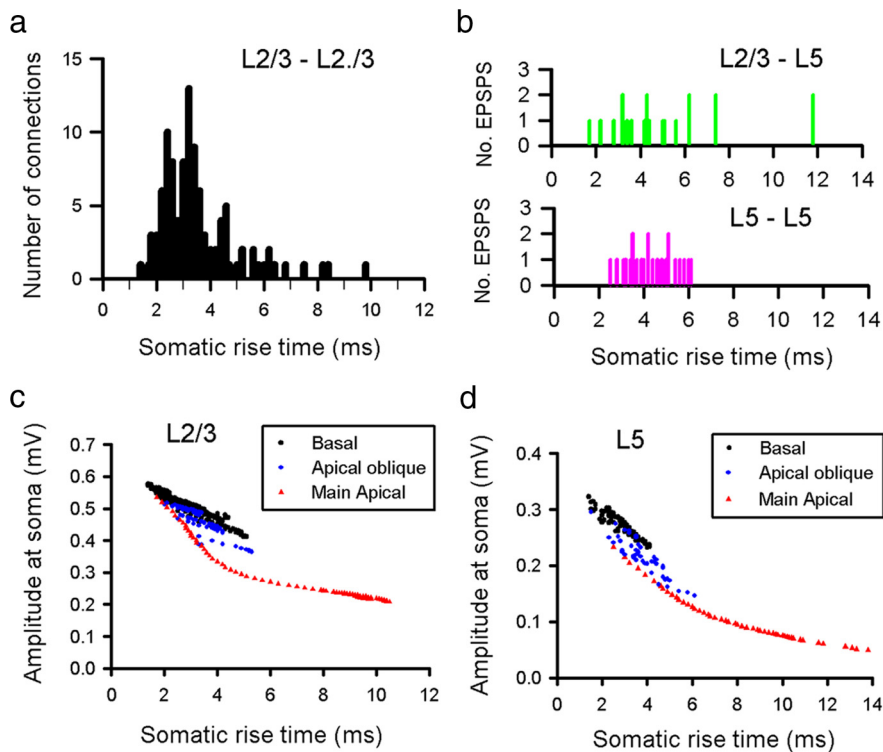 a
L2/3 - L2./3
Number of connections
15
10
5
0
0 2 4 6 8 10 12
Somatic rise time (ms)
b
L2/3 - L5
No. EPSPS
3
2
1
0
0 2 4 6 8 10 12 14
L5 - L5
No. EPSPS
3
2
1
0
0 2 4 6 8 10 12 14
Somatic rise time (ms)
c
L2/3
Amplitude at soma (mV)
0.7
0.6
0.5
0.4
0.3
0.2
0.1
0.0
Basal
Apical oblique
Main Apical
0 2 4 6 8 10 12
Somatic rise time (ms)
d
L5
Amplitude at soma (mV)
0.4
0.3
0.2
0.1
0.0
Basal
Apical oblique
Main Apical
0 2 4 6 8 10 12 14
Somatic rise time (ms)